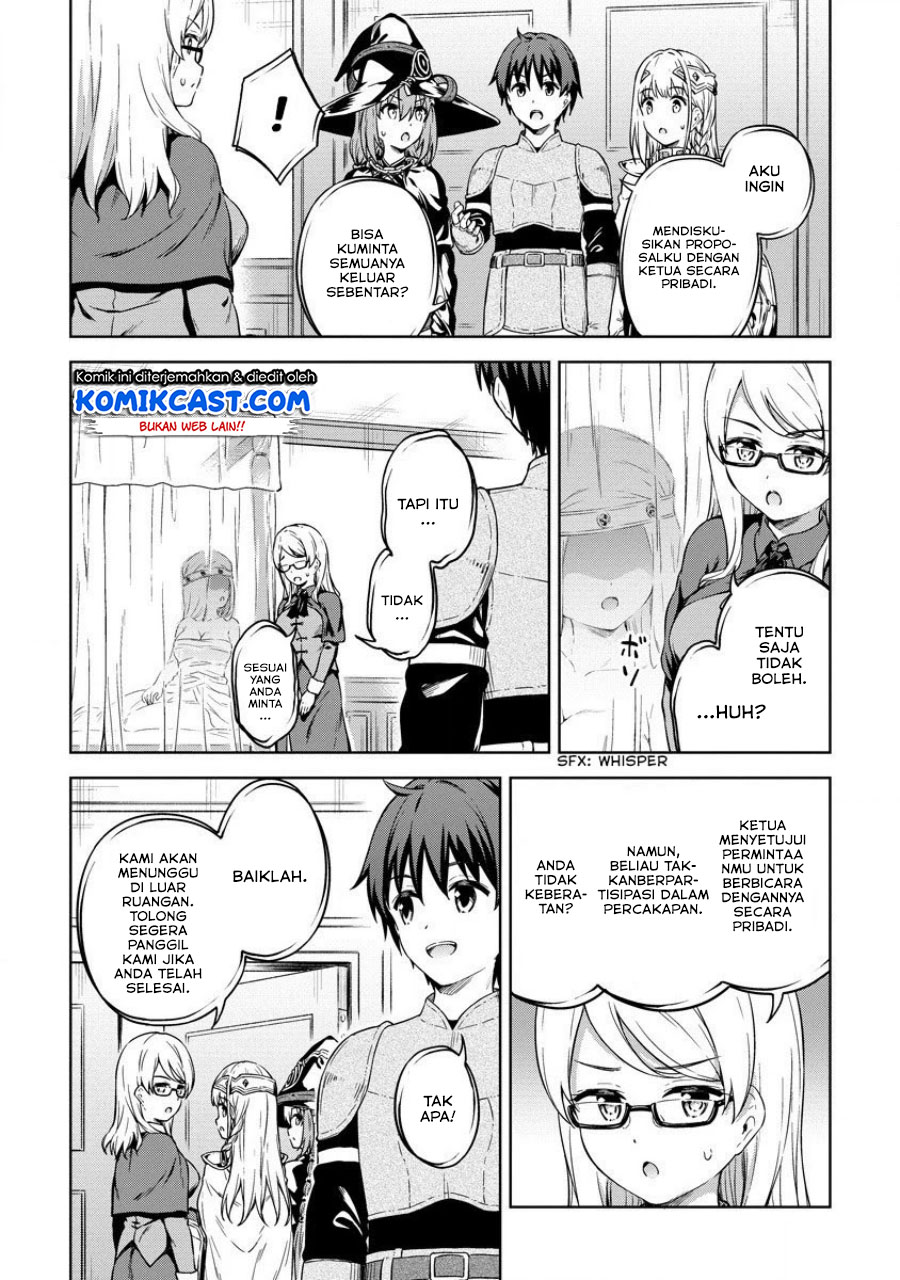 AKU
INGIN
MENDISKU-
SIKAN PROPO-
SALKU DENGAN
KETUA SECARA
PRIBADI.
BISA
KUMINTA
SEMUANYA
KELUAR
SEBENTAR?
!
TENTU
SAJA
TIDAK
BOLEH.
...HUH?
ボソッ
SFX: WHISPER
Komik ini diterjemahkan & diedit oleh
KOMIKCAST.COM
BUKAN WEB LAIN!!
TAPI ITU
...
TIDAK
...
SESUAI
YANG
ANDA
MINTA
...
KETUA
MENYETUJUI
PERMINTAA
NMU UNTUK
BERBICARA
DENGANNYA
SECARA
PRIBADI.
NAMUN,
BELIAU TAK-
KANBERPAR-
TISIPASI DALAM
PERCAKAPAN.
ANDA
TIDAK
KEBERA-
TAN?
BAIKLAH.
KAMI AKAN
MENUNGGU
DI LUAR
RUANGAN.
TOLONG
SEGERA
PANGGIL
KAMI JIKA
ANDA TELAH
SELESAI.
TAK
APA!